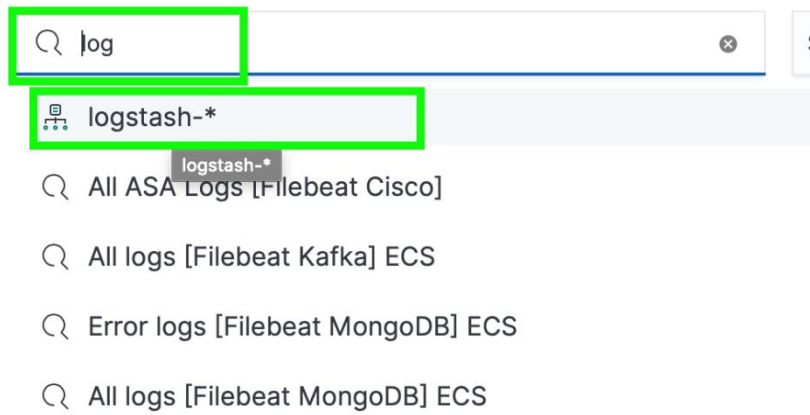 log
logstash-*
logstash-*
All ASA Logs [Filebeat Cisco]
All logs [Filebeat Kafka] ECS
Error logs [Filebeat MongoDB] ECS
All logs [Filebeat MongoDB] ECS